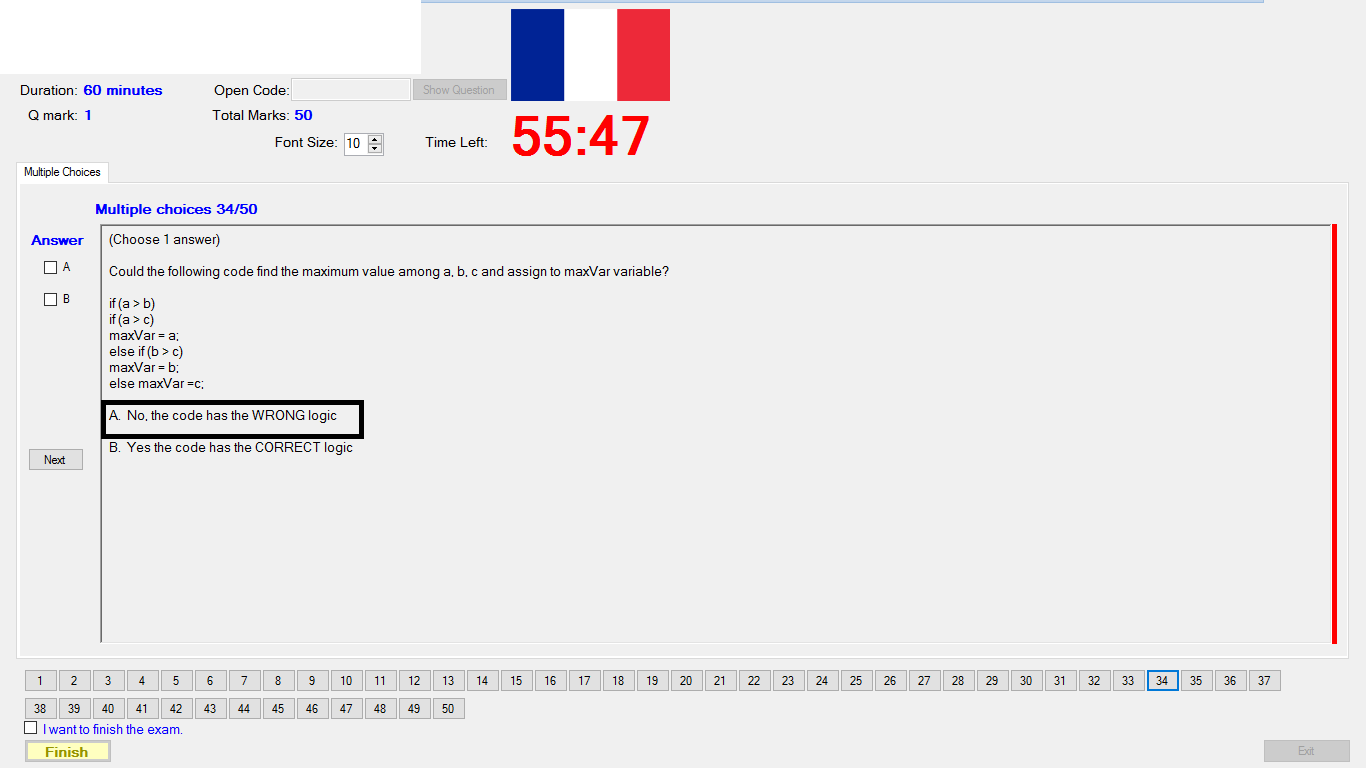 Duration: 60 minutes
Open Code:
Show Question
Q mark: 1
Total Marks: 50
Font Size: 10
Time Left: 55:47
Multiple Choices
Multiple choices 34/50
Answer
A
B
Next
(Choose 1 answer)
Could the following code find the maximum value among a, b, c and assign to maxVar variable?
if (a > b)
if (a > c)
maxVar = a;
else if (b > c)
maxVar = b;
else maxVar =c;
A. No, the code has the WRONG logic
B. Yes the code has the CORRECT logic
1 2 3 4 5 6 7 8 9 10 11 12 13 14 15 16 17 18 19 20 21 22 23 24 25 26 27 28 29 30 31 32 33 34 35 36 37
38 39 40 41 42 43 44 45 46 47 48 49 50
I want to finish the exam.
Finish
Exit